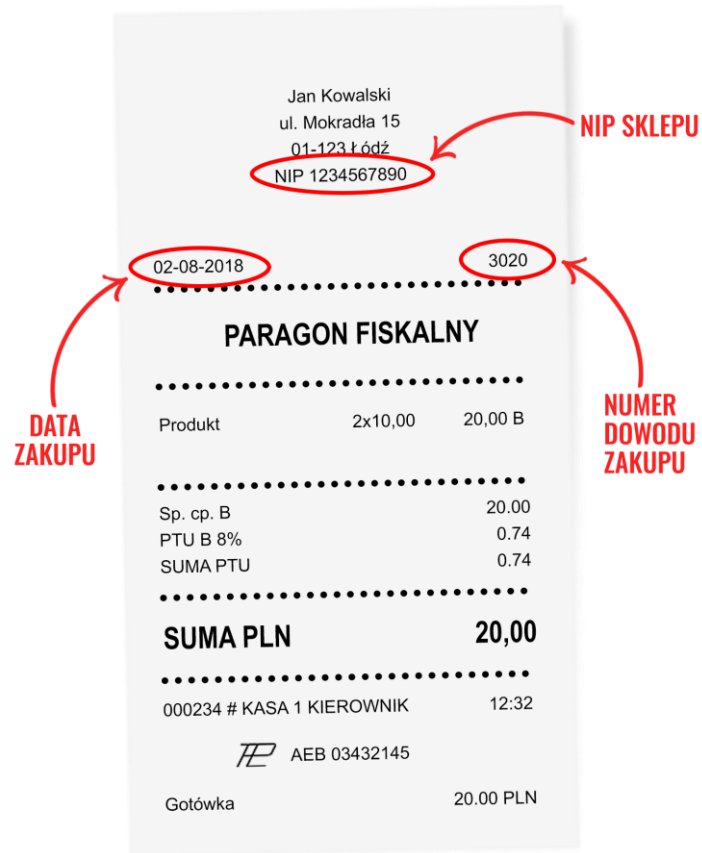 Jan Kowalski
ul. Mokradła 15
01-123 Łódź
NIP 1234567890
NIP SKLEPU
02-08-2018 3020
PARAGON FISKALNY
DATA
ZAKUPU
NUMER
DOWODU
ZAKUPU
Produkt 2x10,00 20,00 B
Sp. cp. B 20.00
PTU B 8% 0.74
SUMA PTU 0.74
SUMA PLN 20,00
000234 # KASA 1 KIEROWNIK 12:32
AEB 03432145
Gotówka 20.00 PLN